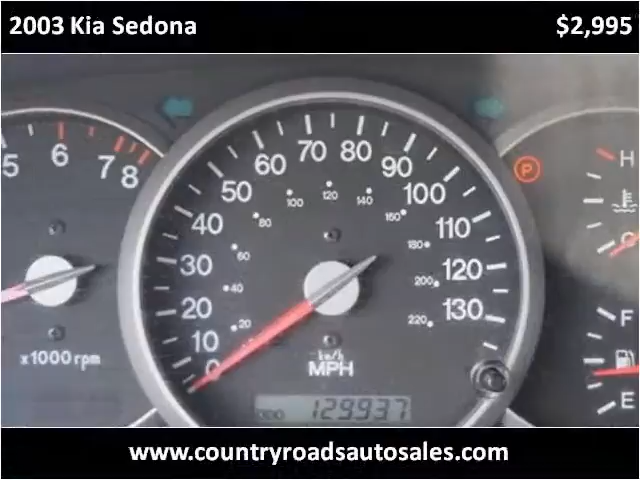 2003 Kia Sedona $2,995
5 6 7 8
x1000 rpm
0 10 20 30 40 50 60 70 80 90 100 110 120 130
20 40 60 80 100 120 140 160 180 200 220
km/h
MPH
ODO 129937
P
H
C
F
E
www.countryroadsautosales.com